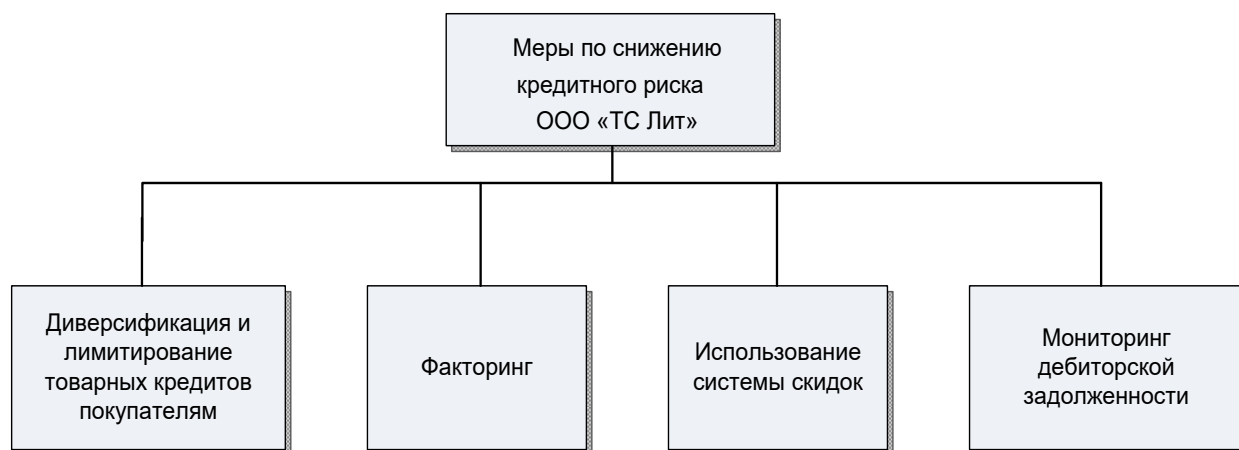 Меры по снижению
кредитного риска
ООО «ТС Лит»
Диверсификация и
лимитирование
товарных кредитов
покупателям
Факторинг
Использование
системы скидок
Мониторинг
дебиторской
задолженности